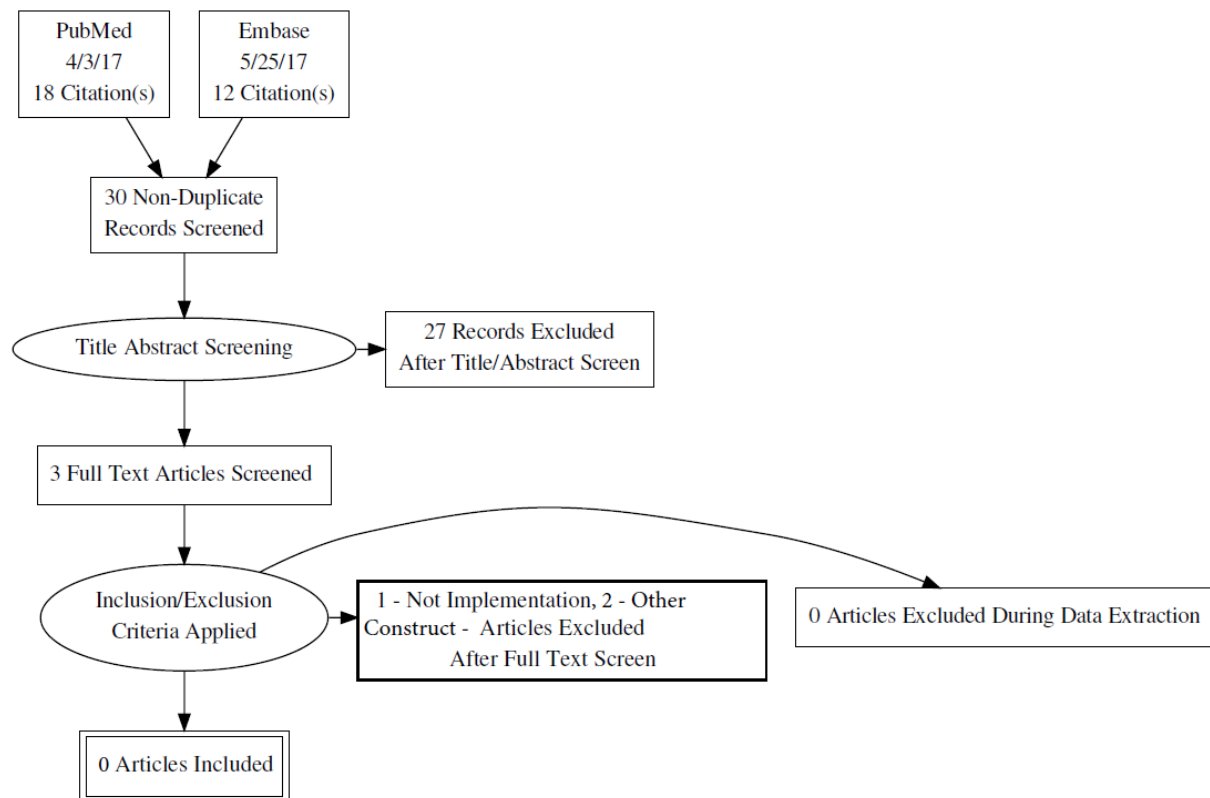 PubMed
4/3/17
18 Citation(s)
Embase
5/25/17
12 Citation(s)
30 Non-Duplicate
Records Screened
Title Abstract Screening
27 Records Excluded
After Title/Abstract Screen
3 Full Text Articles Screened
Inclusion/Exclusion
Criteria Applied
1 - Not Implementation, 2 - Other
Construct - Articles Excluded
After Full Text Screen
0 Articles Excluded During Data Extraction
0 Articles Included